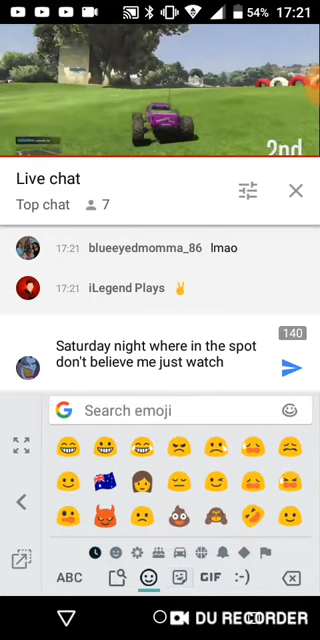 54% 17:21
2nd
Live chat
Top chat 7
17:21 blueeyedmomma_86 lmao
17:21 iLegend Plays ✌
140
Saturday night where in the spot
don't believe me just watch
G Search emoji
ABC GIF :-)
DU RECORDER